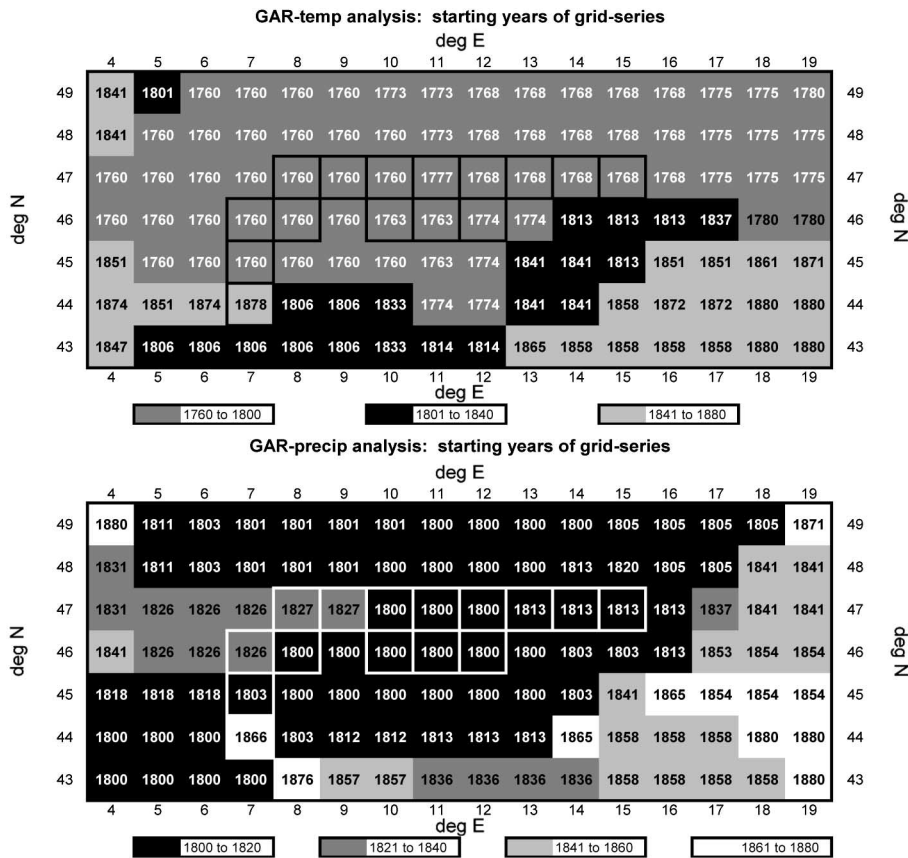 GAR-temp analysis: starting years of grid-series
deg E
4 5 6 7 8 9 10 11 12 13 14 15 16 17 18 19
49 1841 1801 1760 1760 1760 1760 1773 1773 1768 1768 1768 1768 1768 1775 1775 1780 49
48 1841 1760 1760 1760 1760 1760 1760 1773 1768 1768 1768 1768 1768 1775 1775 1775 48
47 1760 1760 1760 1760 1760 1760 1760 1777 1768 1768 1768 1768 1768 1775 1775 1775 47
46 1760 1760 1760 1760 1760 1760 1763 1763 1774 1774 1813 1813 1813 1837 1780 1780 46
deg N
deg N
45 1851 1760 1760 1760 1760 1760 1760 1763 1774 1841 1841 1813 1851 1851 1861 1871 45
44 1874 1851 1874 1878 1806 1806 1833 1774 1774 1841 1841 1858 1872 1872 1880 1880 44
43 1847 1806 1806 1806 1806 1806 1833 1814 1814 1865 1858 1858 1858 1858 1880 1880 43
4 5 6 7 8 9 10 11 12 13 14 15 16 17 18 19
deg E
1760 to 1800 1801 to 1840 1841 to 1880
GAR-precip analysis: starting years of grid-series
deg E
4 5 6 7 8 9 10 11 12 13 14 15 16 17 18 19
49 1880 1811 1803 1801 1801 1801 1801 1800 1800 1800 1800 1805 1805 1805 1805 1871 49
48 1831 1811 1803 1801 1801 1801 1800 1800 1800 1800 1813 1820 1805 1805 1841 1841 48
47 1831 1826 1826 1826 1827 1827 1800 1800 1800 1813 1813 1813 1813 1837 1841 1841 47
46 1841 1826 1826 1826 1800 1800 1800 1800 1800 1800 1803 1803 1813 1853 1854 1854 46
deg N
deg N
45 1818 1818 1818 1803 1800 1800 1800 1800 1800 1800 1803 1841 1865 1854 1854 1854 45
44 1800 1800 1800 1866 1803 1812 1812 1813 1813 1813 1865 1858 1858 1858 1880 1880 44
43 1800 1800 1800 1800 1876 1857 1857 1836 1836 1836 1836 1858 1858 1858 1858 1880 43
4 5 6 7 8 9 10 11 12 13 14 15 16 17 18 19
deg E
1800 to 1820 1821 to 1840 1841 to 1860 1861 to 1880